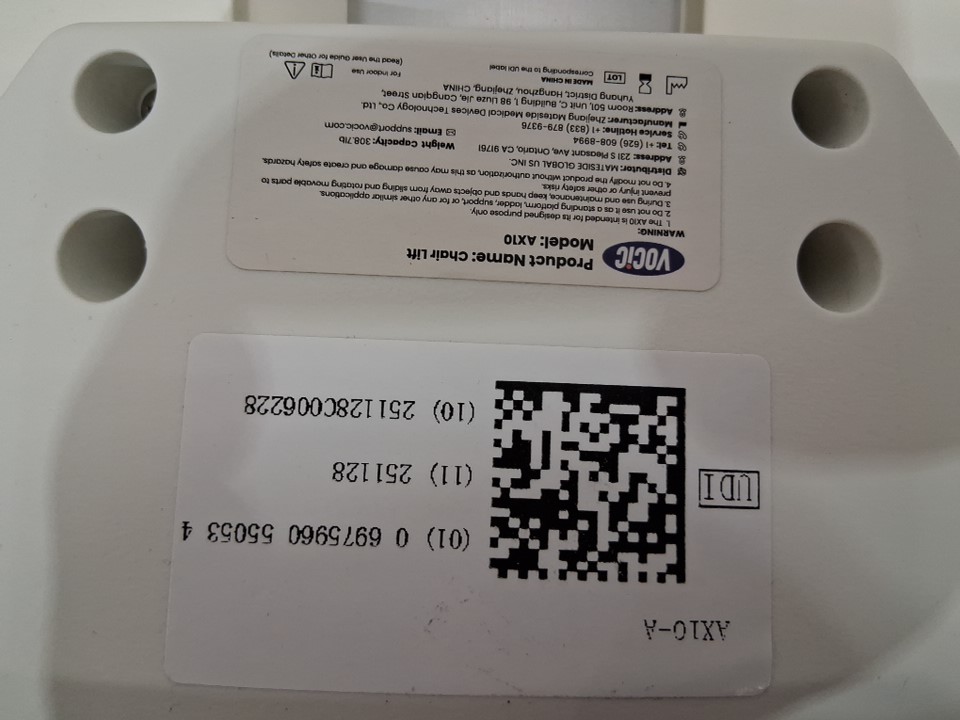 VOCIC
Product Name: Chair Lift
Model: AX10
WARNING:
1. The AX10 is intended for its designed purpose only.
2. Do not use it as a standing platform, ladder, support, or for any other similar applications.
3. During use and maintenance, keep hands and objects away from sliding and rotating movable parts to
prevent injury or other safety risks.
4. Do not modify the product without authorization, as this may cause damage and create safety hazards.
Distributor: MATESIDE GLOBAL US INC.
Address: 231 S Pleasant Ave, Ontario, CA 91761
Tel: +1 (626) 608-8994 Weight Capacity: 308.7lb
Service Hotline: +1 (833) 879-9376 Email: support@vocic.com
Manufacturer: Zhejiang Mateside Medical Devices Technology Co., Ltd.
Address: Room 501, Unit C, Building 1, 98 Liuze Jie, Cangqian Street,
Yuhang District, Hangzhou, Zhejiang, CHINA
LOT MADE IN CHINA
Corresponding to the UDI label
For Indoor Use
(Read the User Guide for Other Details)
AX10-A
UDI
(01) 0 6975960 55053 4
(11) 251128
(10) 251128C006228